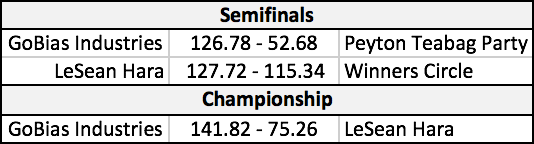 Semifinals
GoBias Industries 126.78 - 52.68 Peyton Teabag Party
LeSean Hara 127.72 - 115.34 Winners Circle
Championship
GoBias Industries 141.82 - 75.26 LeSean Hara